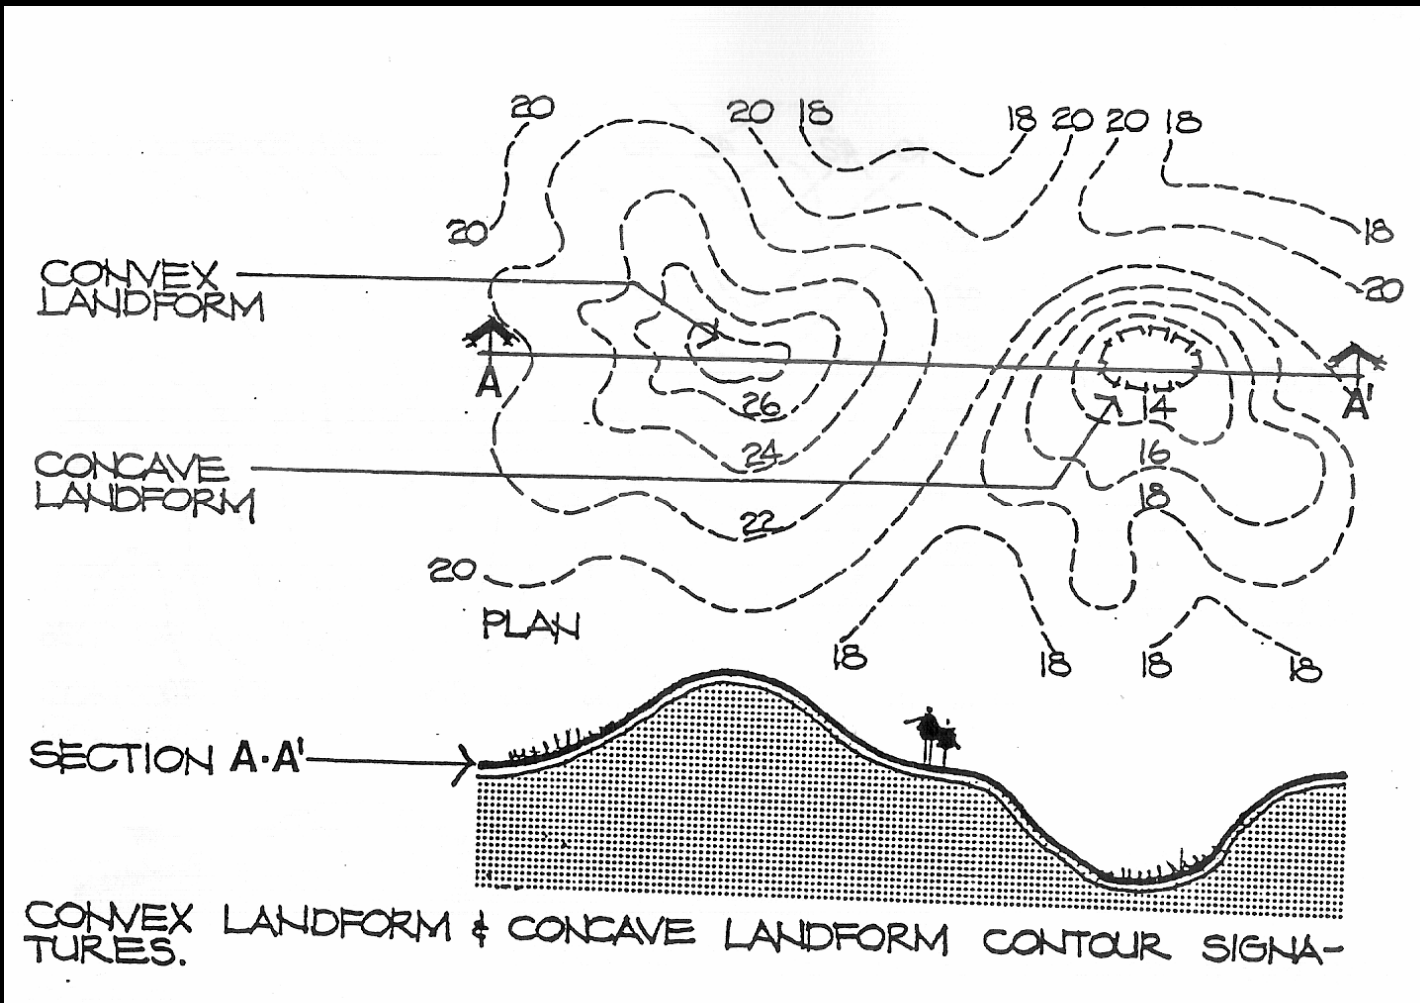 20
20 18
18 20 20 18
20
18
CONVEX
LANDFORM
20
A
A'
26
14
24
16
CONCAVE
LANDFORM
18
22
20
PLAN
18
18
18
18
SECTION A·A'
CONVEX LANDFORM & CONCAVE LANDFORM CONTOUR SIGNA-
TURES.